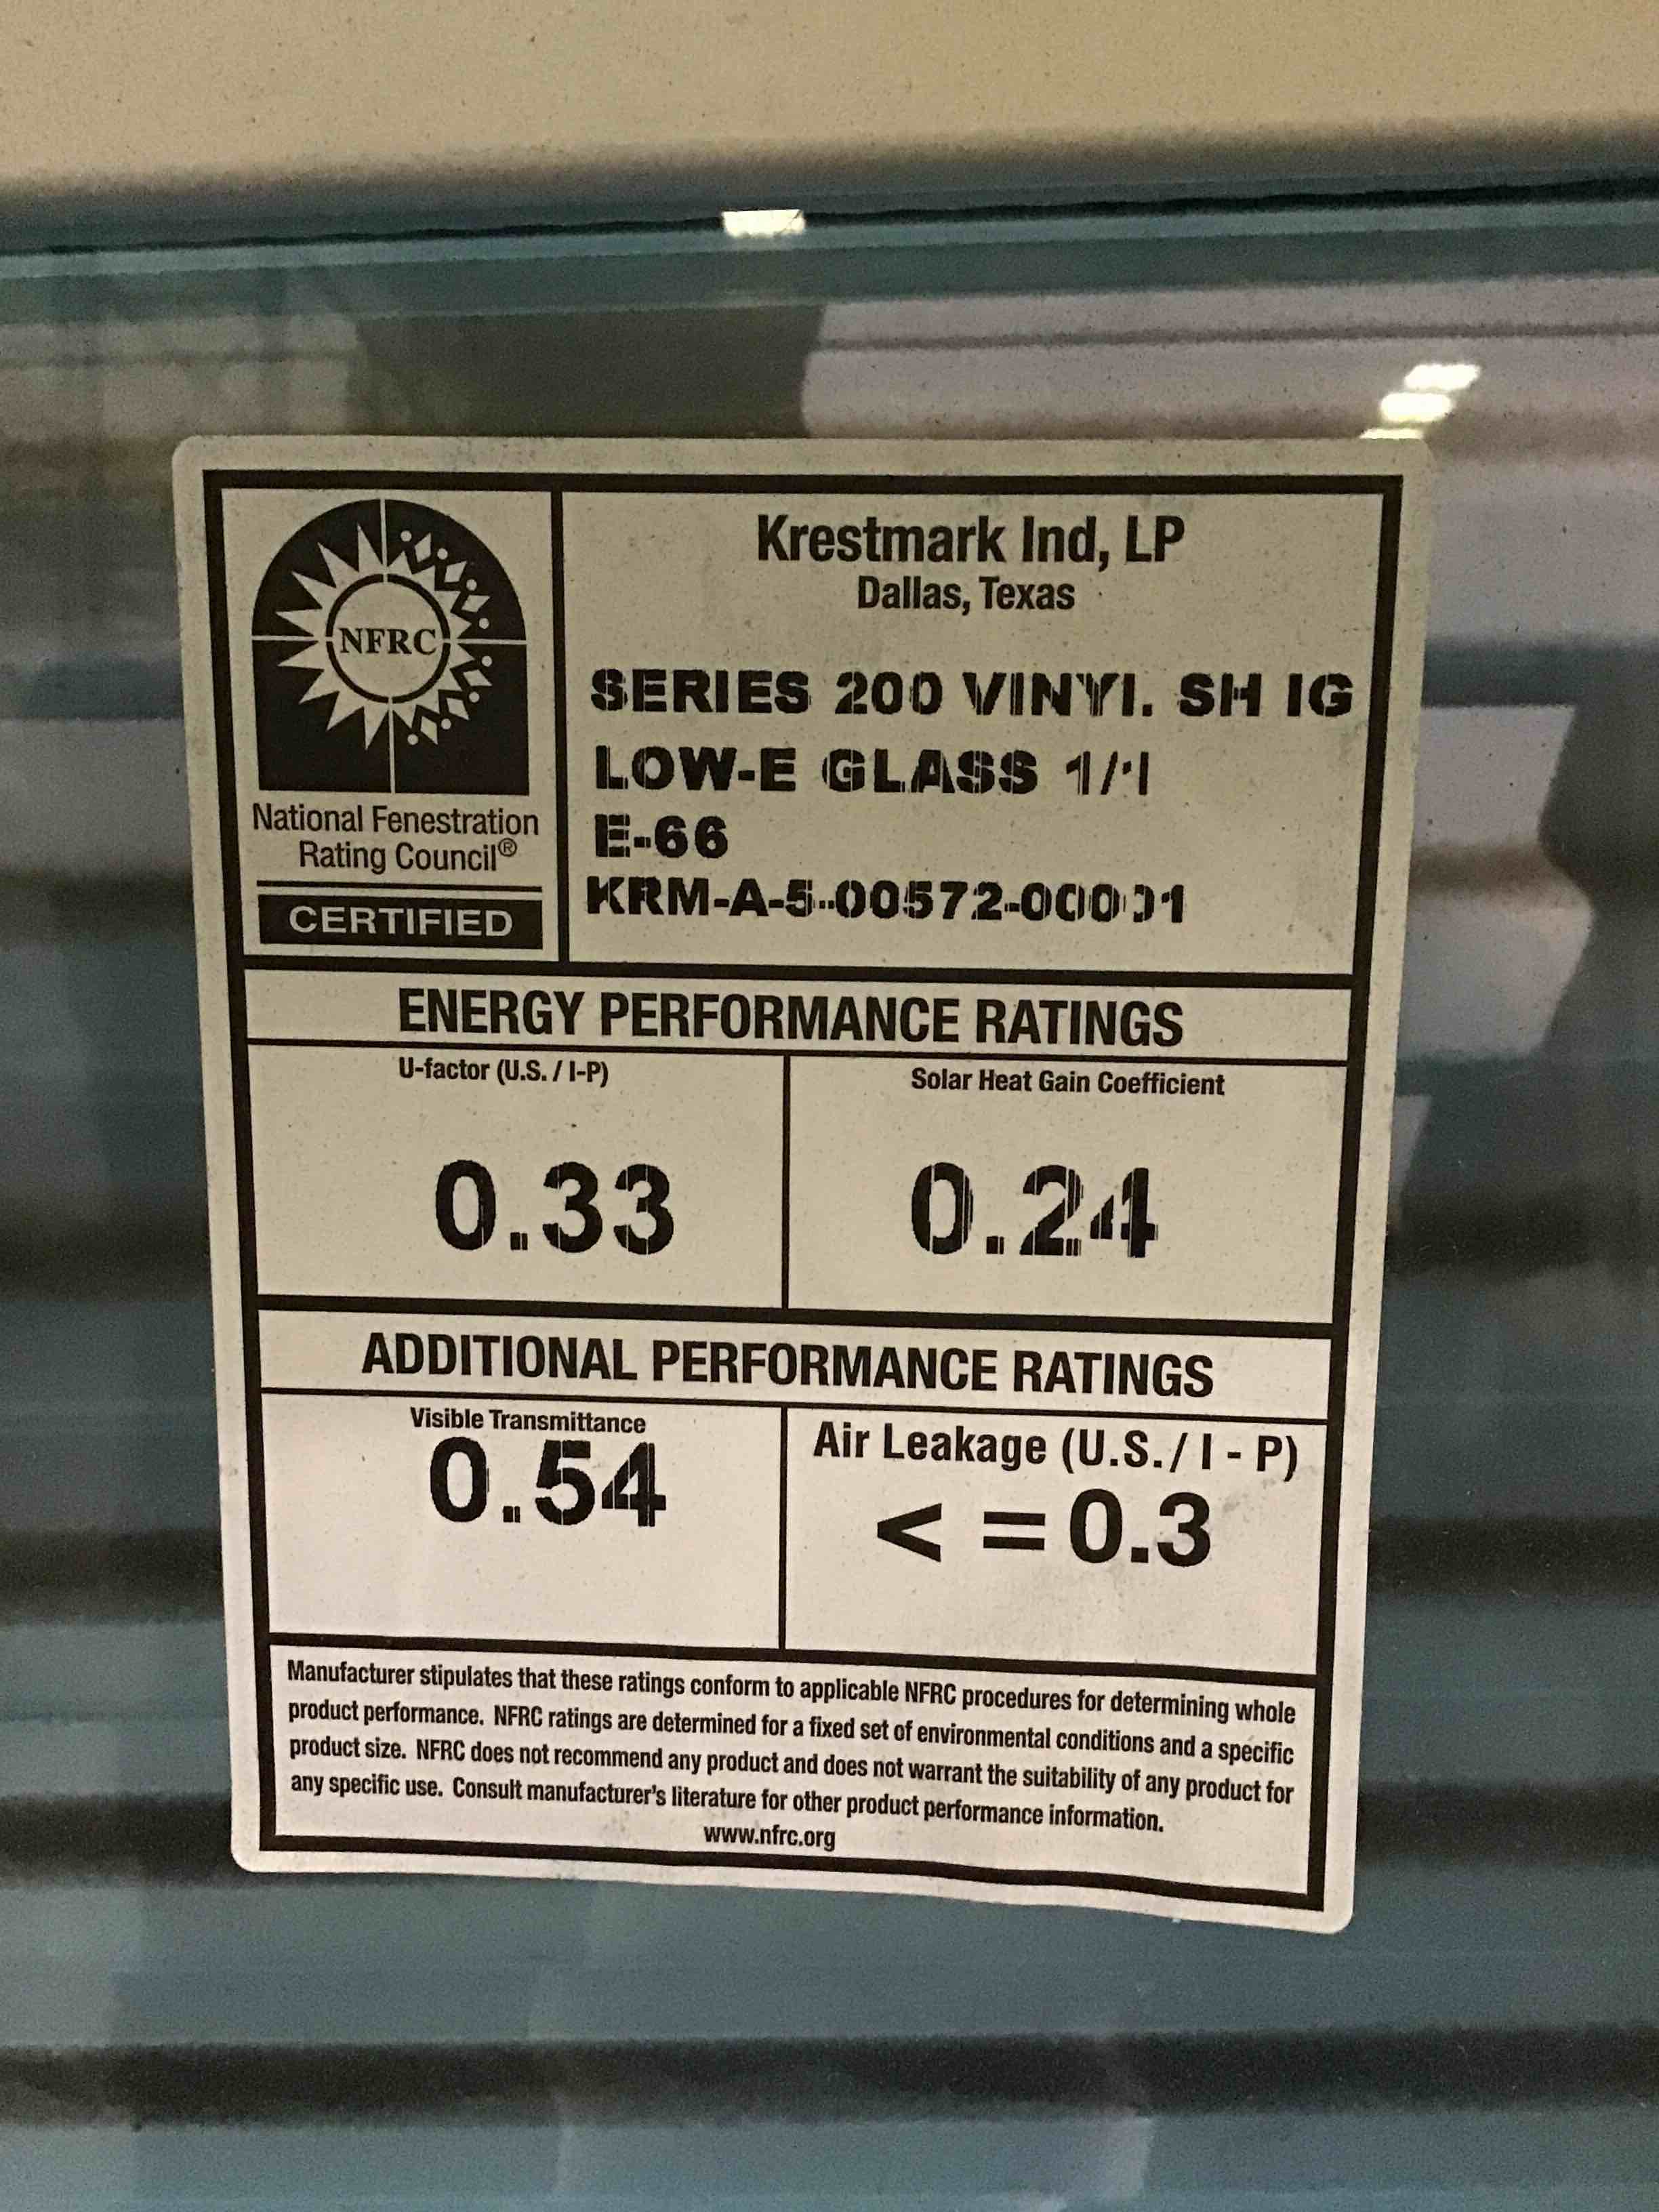 NFRC
National Fenestration
Rating Council®
CERTIFIED
Krestmark Ind, LP
Dallas, Texas
SERIES 200 VINYL SH IG
LOW-E GLASS 1/1
E-66
KRM-A-5-00572-00001
ENERGY PERFORMANCE RATINGS
U-factor (U.S. / I-P)
0.33
Solar Heat Gain Coefficient
0.24
ADDITIONAL PERFORMANCE RATINGS
Visible Transmittance
0.54
Air Leakage (U.S./ I - P)
< = 0.3
Manufacturer stipulates that these ratings conform to applicable NFRC procedures for determining whole
product performance. NFRC ratings are determined for a fixed set of environmental conditions and a specific
product size. NFRC does not recommend any product and does not warrant the suitability of any product for
any specific use. Consult manufacturer's literature for other product performance information.
www.nfrc.org